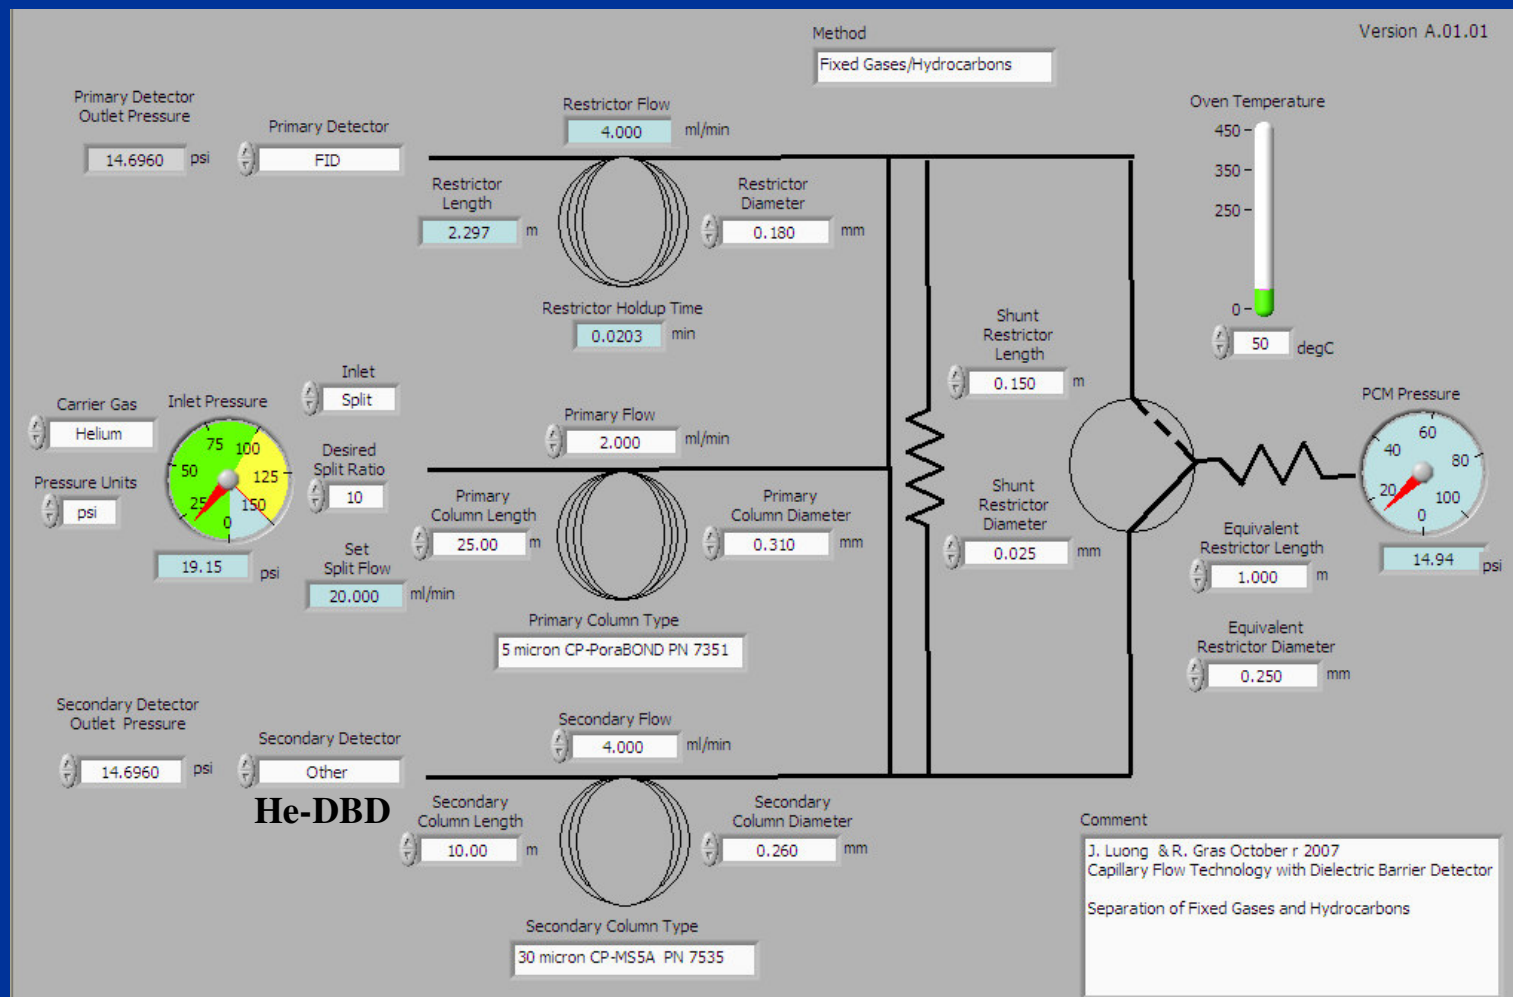 Method
Version A.01.01
Fixed Gases/Hydrocarbons
Primary Detector
Outlet Pressure
14.6960 psi
Primary Detector
FID
Restrictor Flow
4.000 ml/min
Restrictor
Length
2.297 m
Restrictor
Diameter
0.180 mm
Restrictor Holdup Time
0.0203 min
Oven Temperature
450
350
250
0
50 degC
Shunt
Restrictor
Length
0.150 m
Shunt
Restrictor
Diameter
0.025 mm
Carrier Gas
Helium
Pressure Units
psi
Inlet Pressure
0
25
50
75
100
125
150
19.15 psi
Inlet
Split
Desired
Split Ratio
10
Set
Split Flow
20.000 ml/min
Primary Flow
2.000 ml/min
Primary
Column Length
25.00 m
Primary
Column Diameter
0.310 mm
Primary Column Type
5 micron CP-PoraBOND PN 7351
PCM Pressure
0
20
40
60
80
100
14.94 psi
Equivalent
Restrictor Length
1.000 m
Equivalent
Restrictor Diameter
0.250 mm
Secondary Detector
Outlet Pressure
14.6960 psi
Secondary Detector
Other
He-DBD
Secondary Flow
4.000 ml/min
Secondary
Column Length
10.00 m
Secondary
Column Diameter
0.260 mm
Secondary Column Type
30 micron CP-MS5A PN 7535
Comment
J. Luong & R. Gras October r 2007
Capillary Flow Technology with Dielectric Barrier Detector
Separation of Fixed Gases and Hydrocarbons